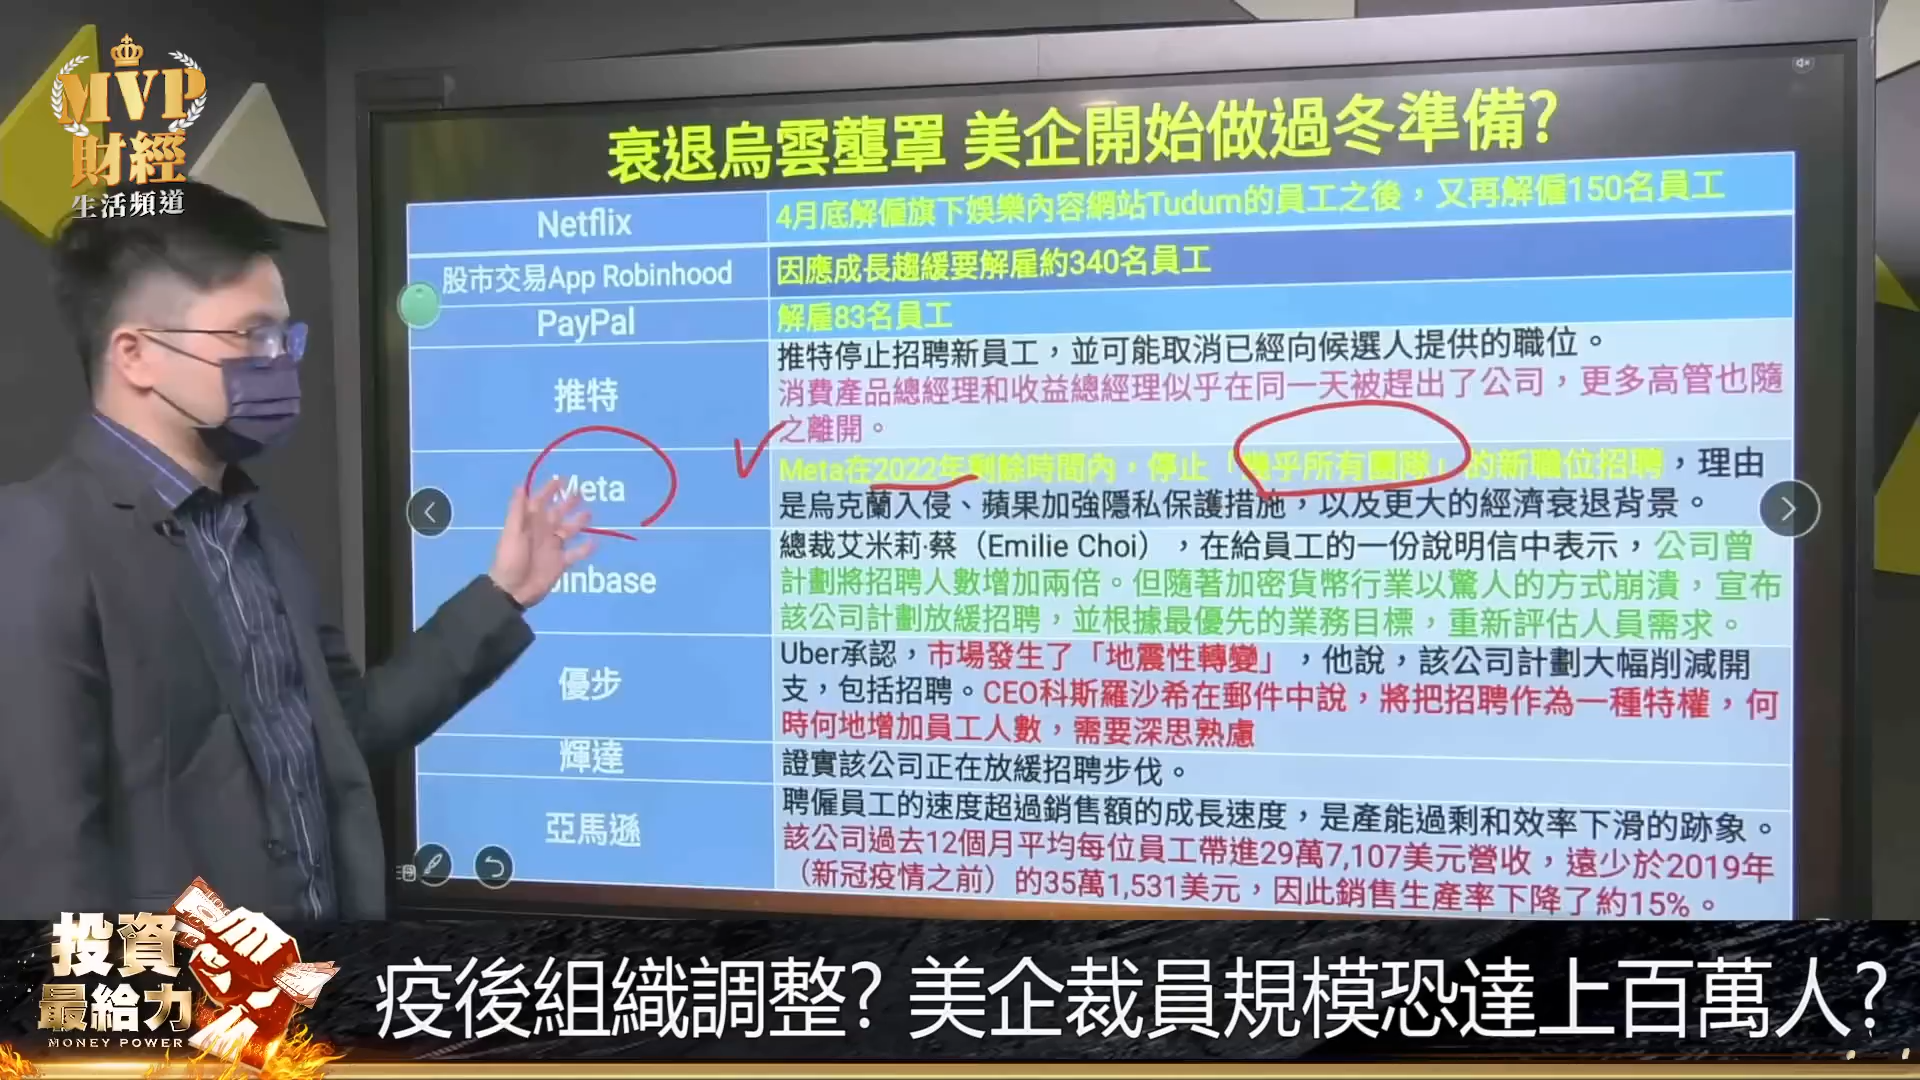 MVP
財經
生活頻道
衰退烏雲壟罩 美企開始做過冬準備?
Netflix
4月底解僱旗下娛樂內容網站Tudum的員工之後，又再解僱150名員工
股市交易App Robinhood
因應成長趨緩要解雇約340名員工
PayPal
解雇83名員工
推特
推特停止招聘新員工，並可能取消已經向候選人提供的職位。
消費產品總經理和收益總經理似乎在同一天被趕出了公司，更多高管也隨
之離開。
Meta
Meta在2022年剩餘時間內，停止「幾乎所有團隊」的新職位招聘，理由
是烏克蘭入侵、蘋果加強隱私保護措施，以及更大的經濟衰退背景。
inbase
總裁艾米莉·蔡（Emilie Choi），在給員工的一份說明信中表示，公司曾
計劃將招聘人數增加兩倍。但隨著加密貨幣行業以驚人的方式崩潰，宣布
該公司計劃放緩招聘，並根據最優先的業務目標，重新評估人員需求。
優步
Uber承認，市場發生了「地震性轉變」，他說，該公司計劃大幅削減開
支，包括招聘。CEO科斯羅沙希在郵件中說，將把招聘作為一種特權，何
時何地增加員工人數，需要深思熟慮
輝達
證實該公司正在放緩招聘步伐。
亞馬遜
聘僱員工的速度超過銷售額的成長速度，是產能過剩和效率下滑的跡象。
該公司過去12個月平均每位員工帶進29萬7,107美元營收，遠少於2019年
（新冠疫情之前）的35萬1,531美元，因此銷售生產率下降了約15%。
投資
最給力
MONEY POWER
疫後組織調整? 美企裁員規模恐達上百萬人?